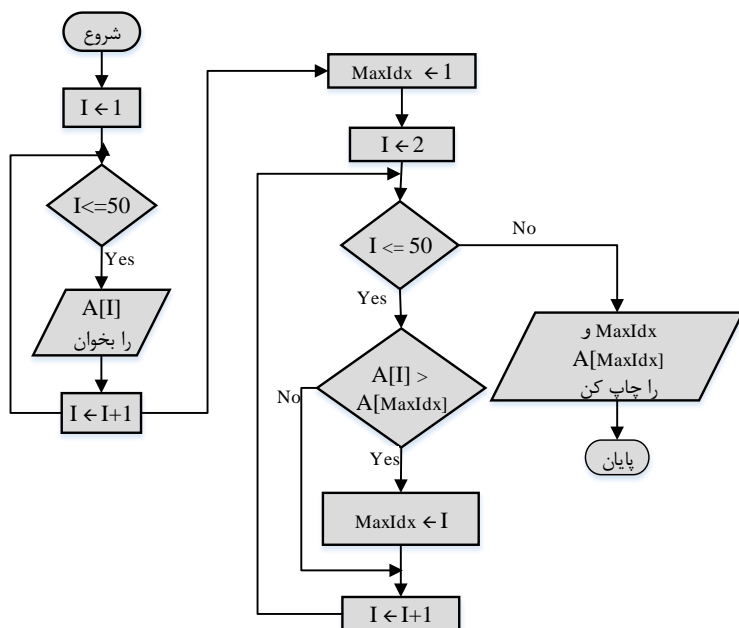 شروع
I ← 1
I<=50
Yes
A[I]
را بخوان
I ← I+1
MaxIdx ← 1
I ← 2
I <= 50
No
Yes
A[I] >
A[MaxIdx]
No
Yes
MaxIdx ← I
I ← I+1
MaxIdx و
A[MaxIdx]
را چاپ کن
پایان